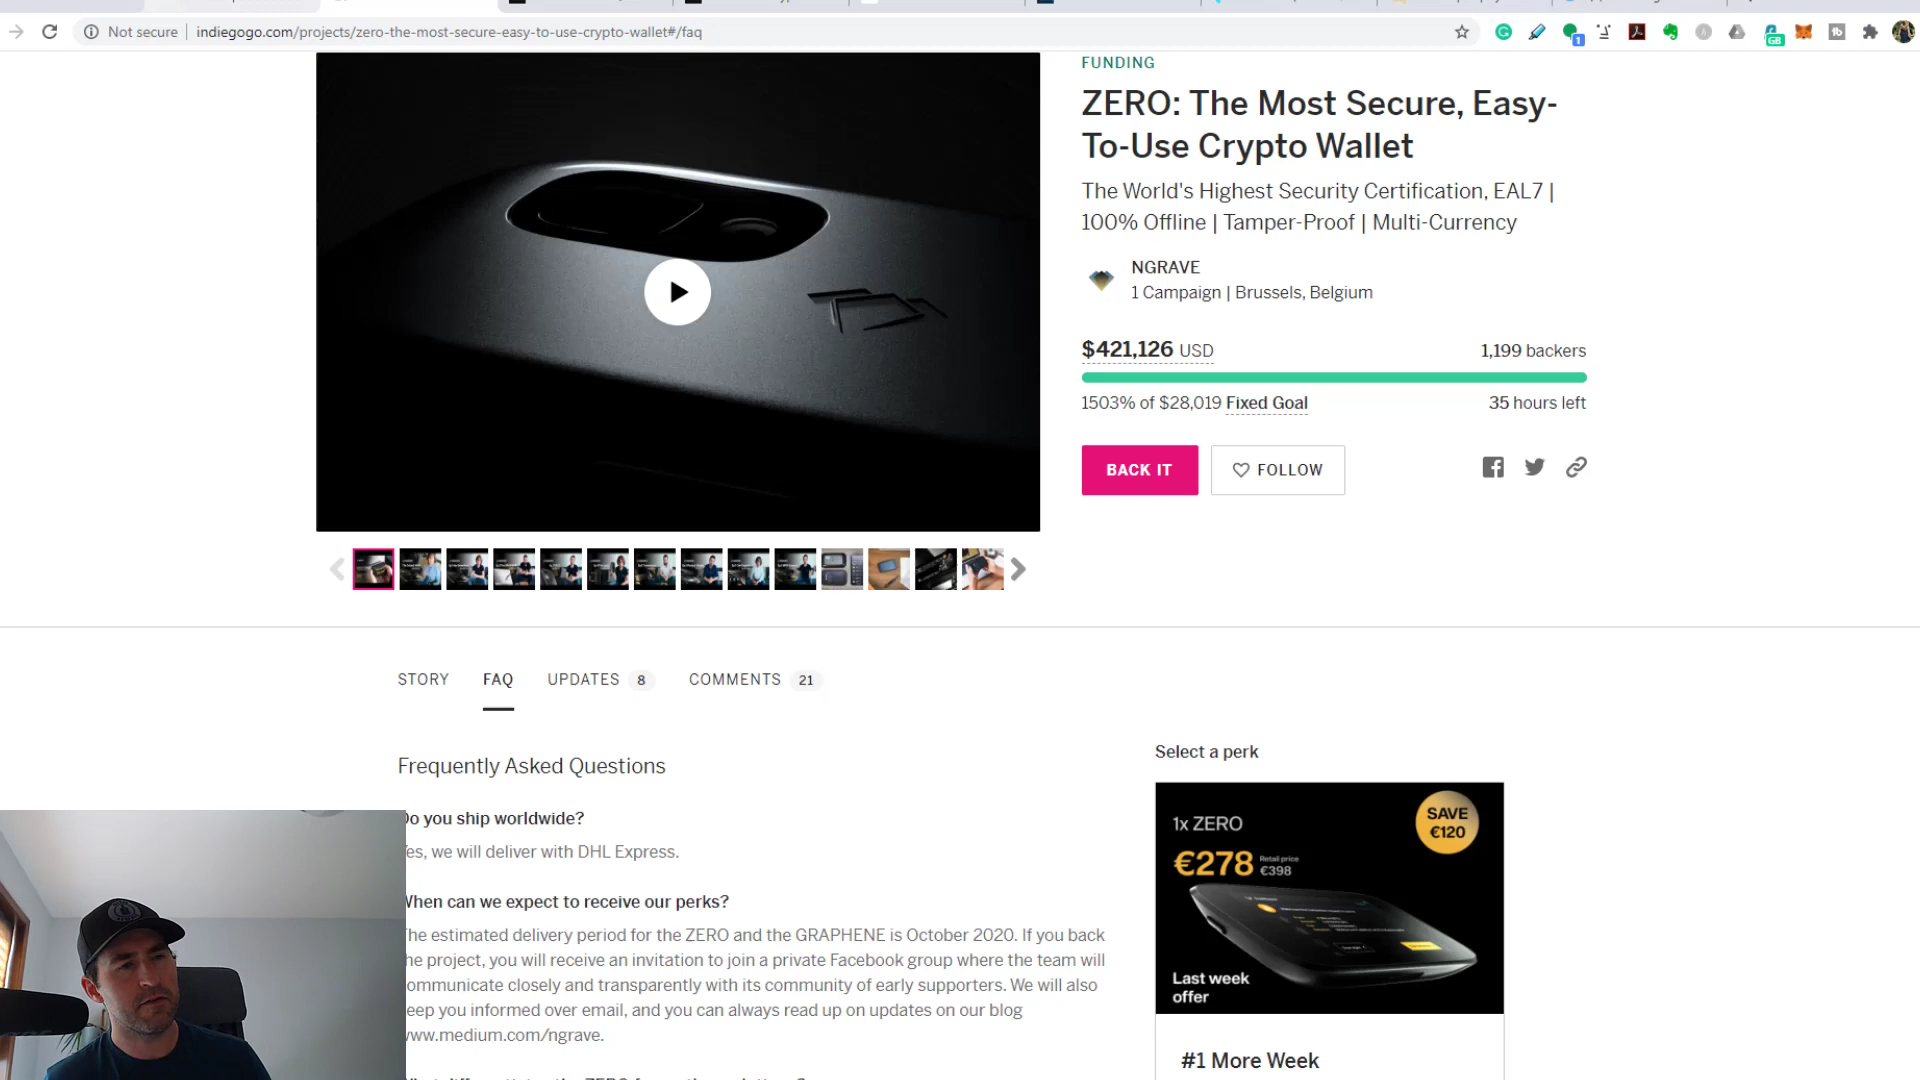 Not secure
indiegogo.com/projects/zero-the-most-secure-easy-to-use-crypto-wallet#/faq
FUNDING
ZERO: The Most Secure, Easy-
To-Use Crypto Wallet
The World's Highest Security Certification, EAL7 |
100% Offline | Tamper-Proof | Multi-Currency
NGRAVE
1 Campaign | Brussels, Belgium
$421,126 USD
1,199 backers
1503% of $28,019 Fixed Goal
35 hours left
BACK IT
FOLLOW
STORY
FAQ
UPDATES 8
COMMENTS 21
Frequently Asked Questions
Select a perk
o you ship worldwide?
es, we will deliver with DHL Express.
hen can we expect to receive our perks?
he estimated delivery period for the ZERO and the GRAPHENE is October 2020. If you back
he project, you will receive an invitation to join a private Facebook group where the team will
ommunicate closely and transparently with its community of early supporters. We will also
eep you informed over email, and you can always read up on updates on our blog
www.medium.com/ngrave.
1x ZERO
SAVE
€120
€278
Retail price
€398
Last week
offer
#1 More Week